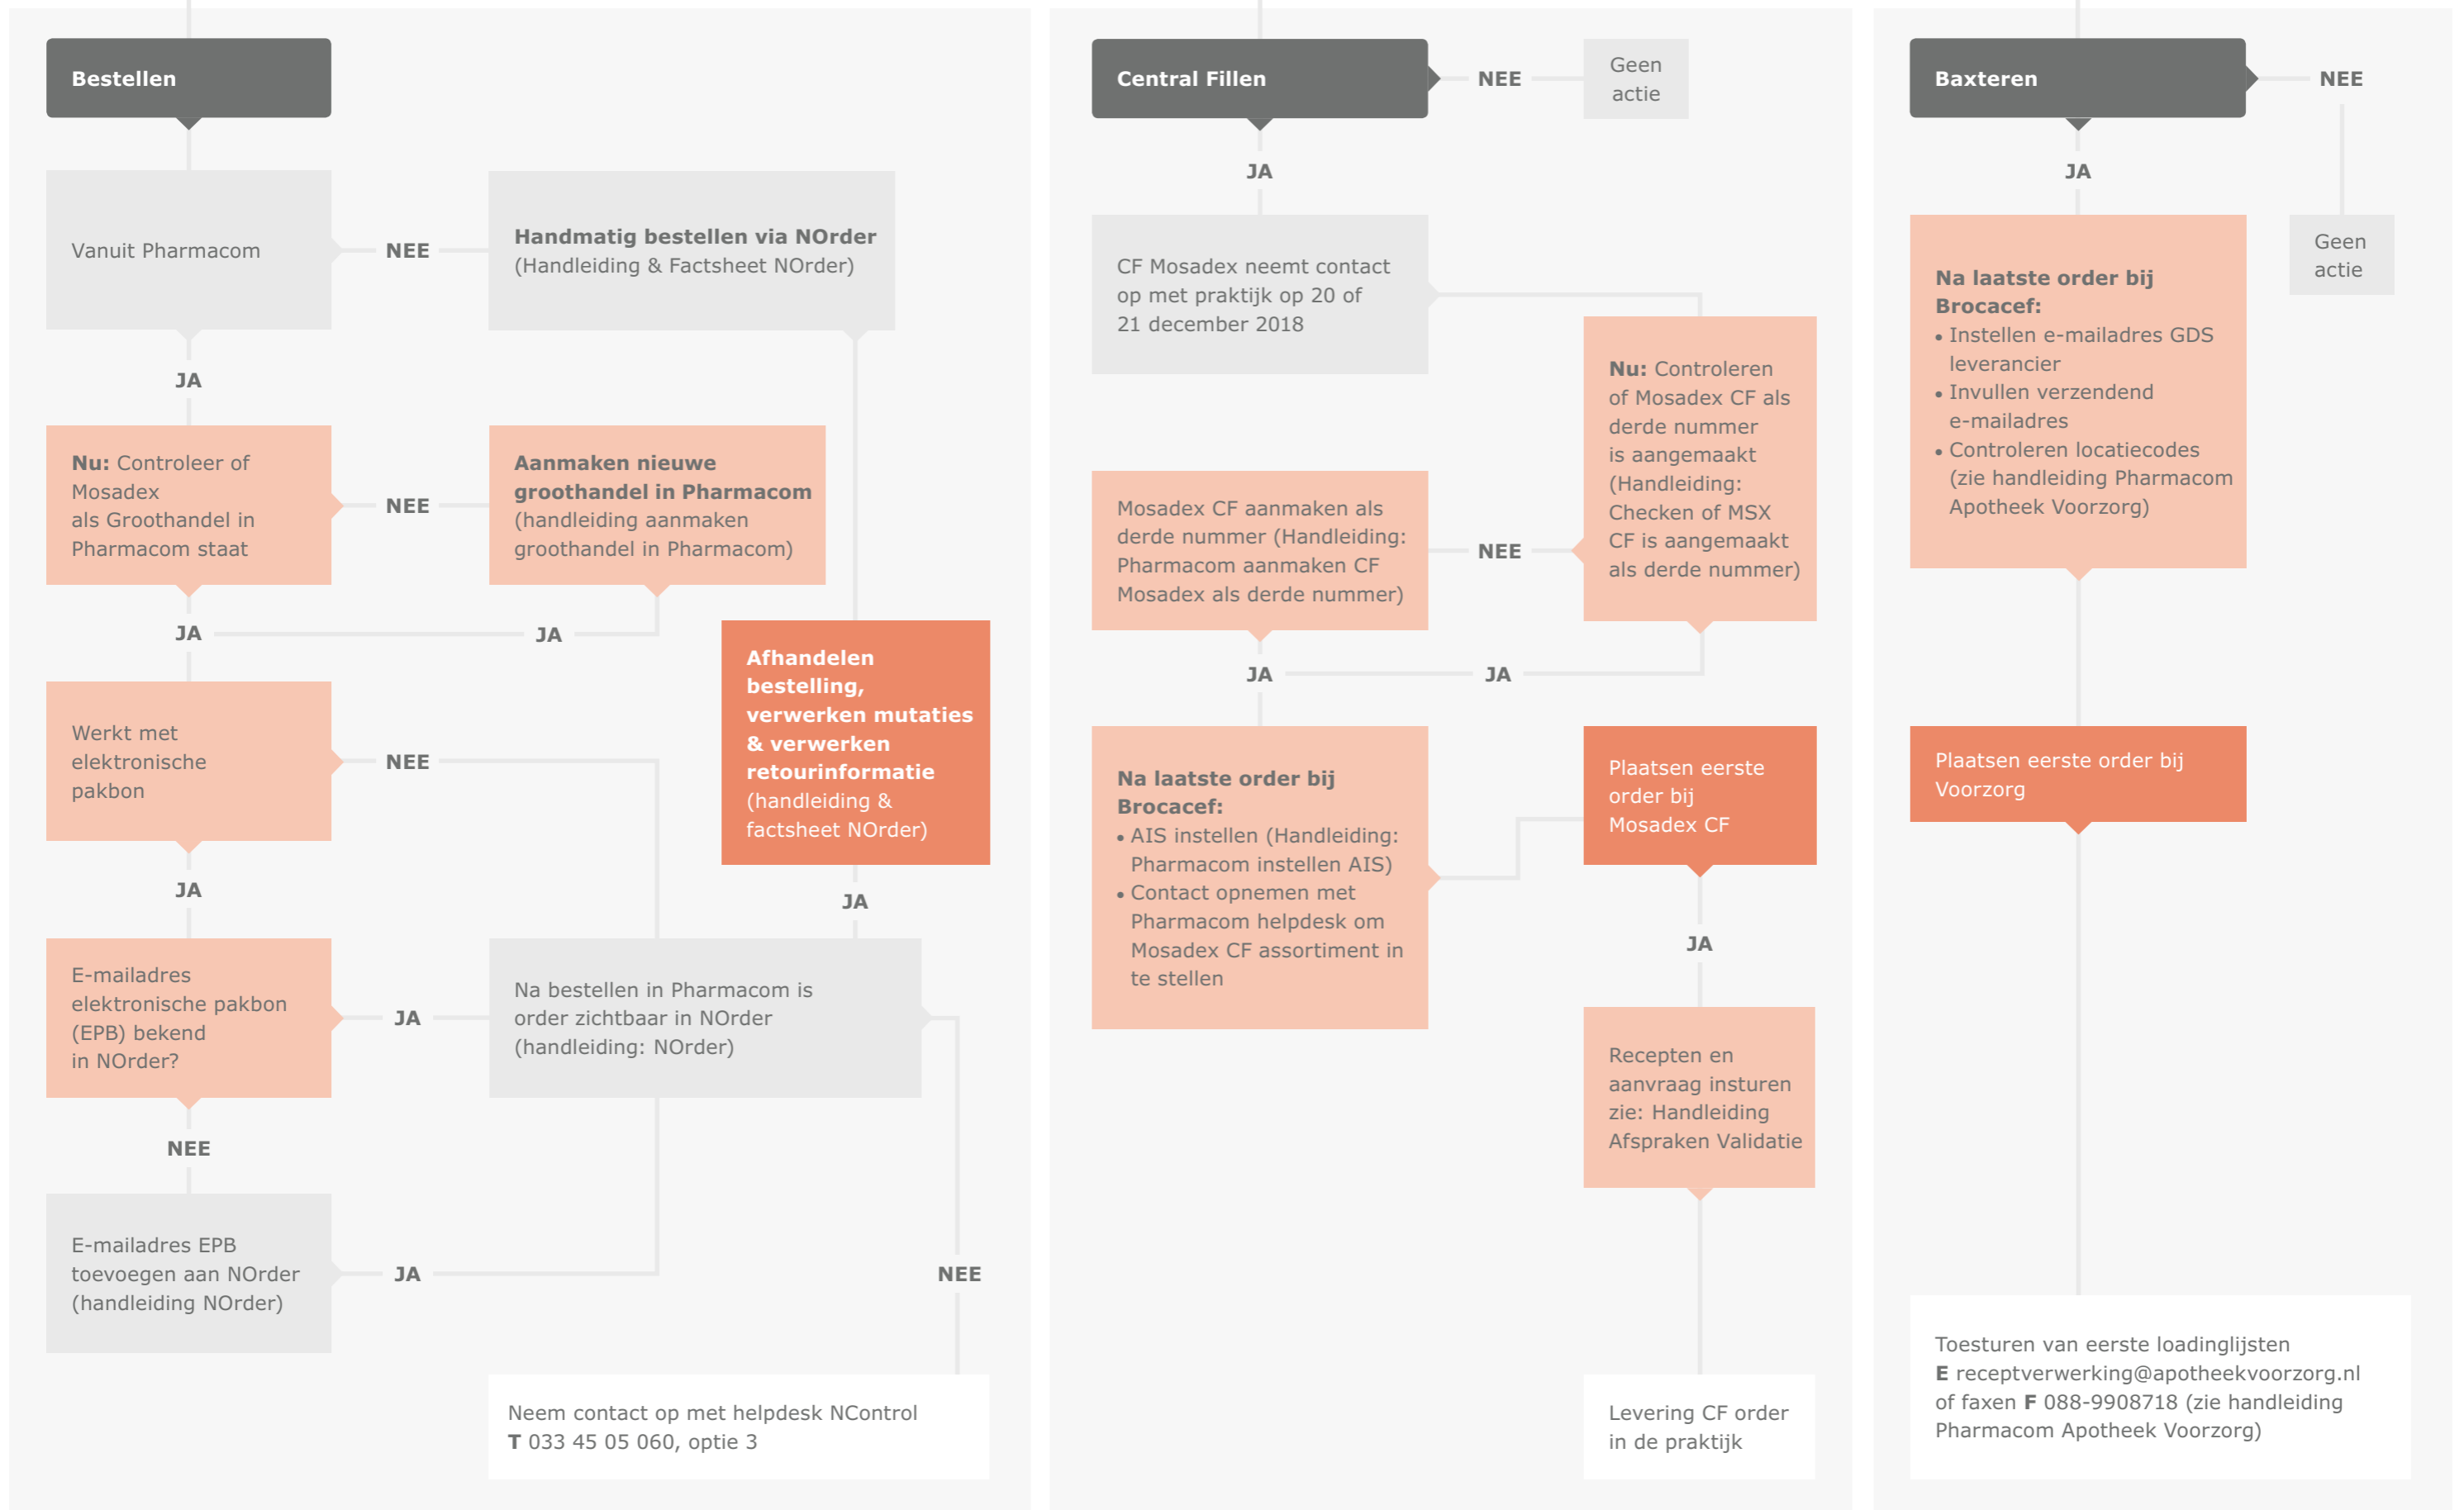 Bestellen
Vanuit Pharmacom
NEE
Handmatig bestellen via NOrder
(Handleiding & Factsheet NOrder)
JA
Nu: Controleer of
Mosadex
als Groothandel in
Pharmacom staat
NEE
Aanmaken nieuwe
groothandel in Pharmacom
(handleiding aanmaken
groothandel in Pharmacom)
JA
JA
Afhandelen
bestelling,
verwerken mutaties
& verwerken
retourinformatie
(handleiding &
factsheet NOrder)
Werkt met
elektronische
pakbon
NEE
JA
JA
E-mailadres
elektronische pakbon
(EPB) bekend
in NOrder?
JA
Na bestellen in Pharmacom is
order zichtbaar in NOrder
(handleiding: NOrder)
NEE
E-mailadres EPB
toevoegen aan NOrder
(handleiding NOrder)
JA
NEE
Neem contact op met helpdesk NControl
T 033 45 05 060, optie 3
Central Fillen
NEE
Geen
actie
JA
CF Mosadex neemt contact
op met praktijk op 20 of
21 december 2018
Nu: Controleren
of Mosadex CF als
derde nummer
is aangemaakt
(Handleiding:
Checken of MSX
CF is aangemaakt
als derde nummer)
Mosadex CF aanmaken als
derde nummer (Handleiding:
Pharmacom aanmaken CF
Mosadex als derde nummer)
NEE
JA
JA
Na laatste order bij
Brocacef:
• AIS instellen (Handleiding:
Pharmacom instellen AIS)
• Contact opnemen met
Pharmacom helpdesk om
Mosadex CF assortiment in
te stellen
Plaatsen eerste
order bij
Mosadex CF
JA
Recepten en
aanvraag insturen
zie: Handleiding
Afspraken Validatie
Levering CF order
in de praktijk
Baxteren
NEE
JA
Geen
actie
Na laatste order bij
Brocacef:
• Instellen e-mailadres GDS
leverancier
• Invullen verzendend
e-mailadres
• Controleren locatiecodes
(zie handleiding Pharmacom
Apotheek Voorzorg)
Plaatsen eerste order bij
Voorzorg
Toesturen van eerste loadinglijsten
E receptverwerking@apotheekvoorzorg.nl
of faxen F 088-9908718 (zie handleiding
Pharmacom Apotheek Voorzorg)